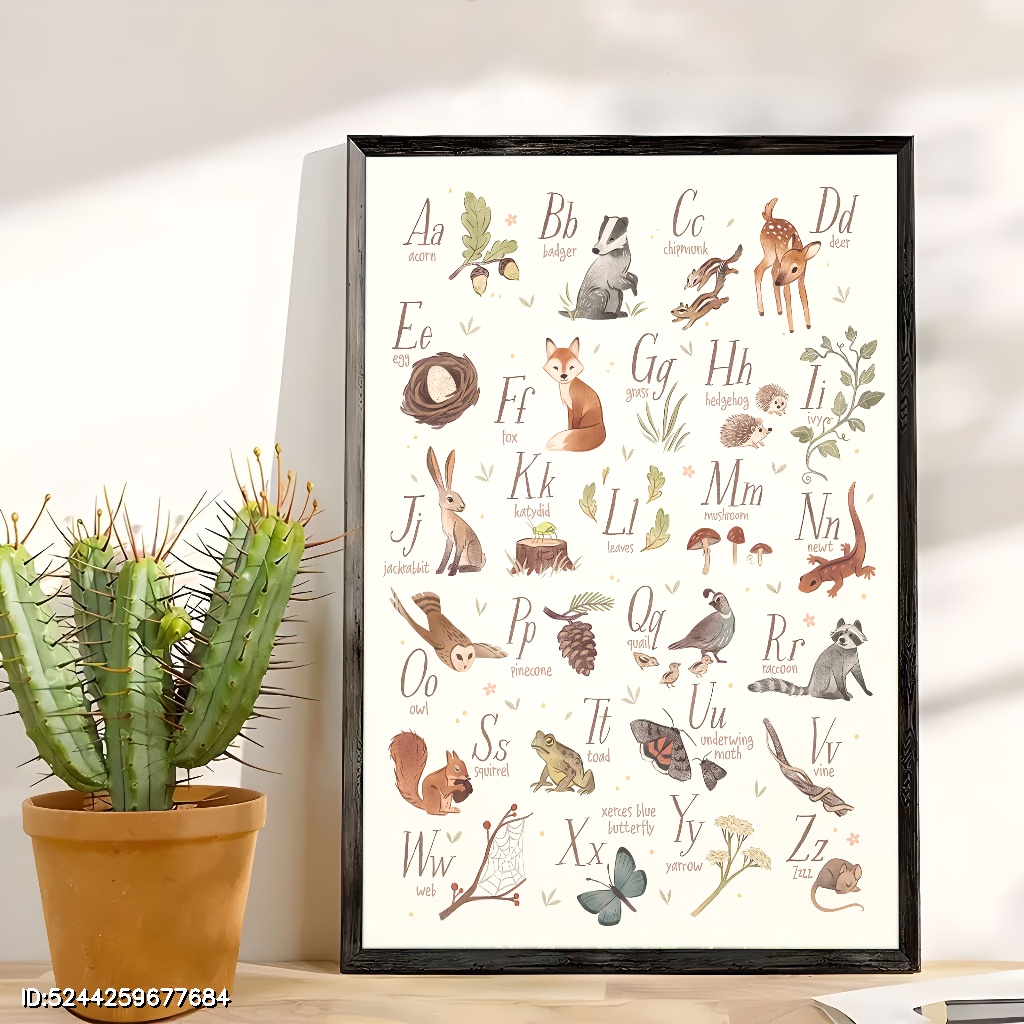 Aa
acorn
Bb
badger
Cc
chipmunk
Dd
deer
Ee
egg
Ff
fox
Gg
grass
Hh
hedgehog
Ii
ivy
Jj
jackrabbit
Kk
katydid
Ll
leaves
Mm
mushroom
Nn
newt
Oo
owl
Pp
pinecone
Qq
quail
Rr
raccoon
Ss
squirrel
Tt
toad
Uu
underwing
moth
Vv
vine
Ww
web
Xx
xerces blue
butterfly
Yy
yarrow
Zz
Zzzz
ID:5244259677684